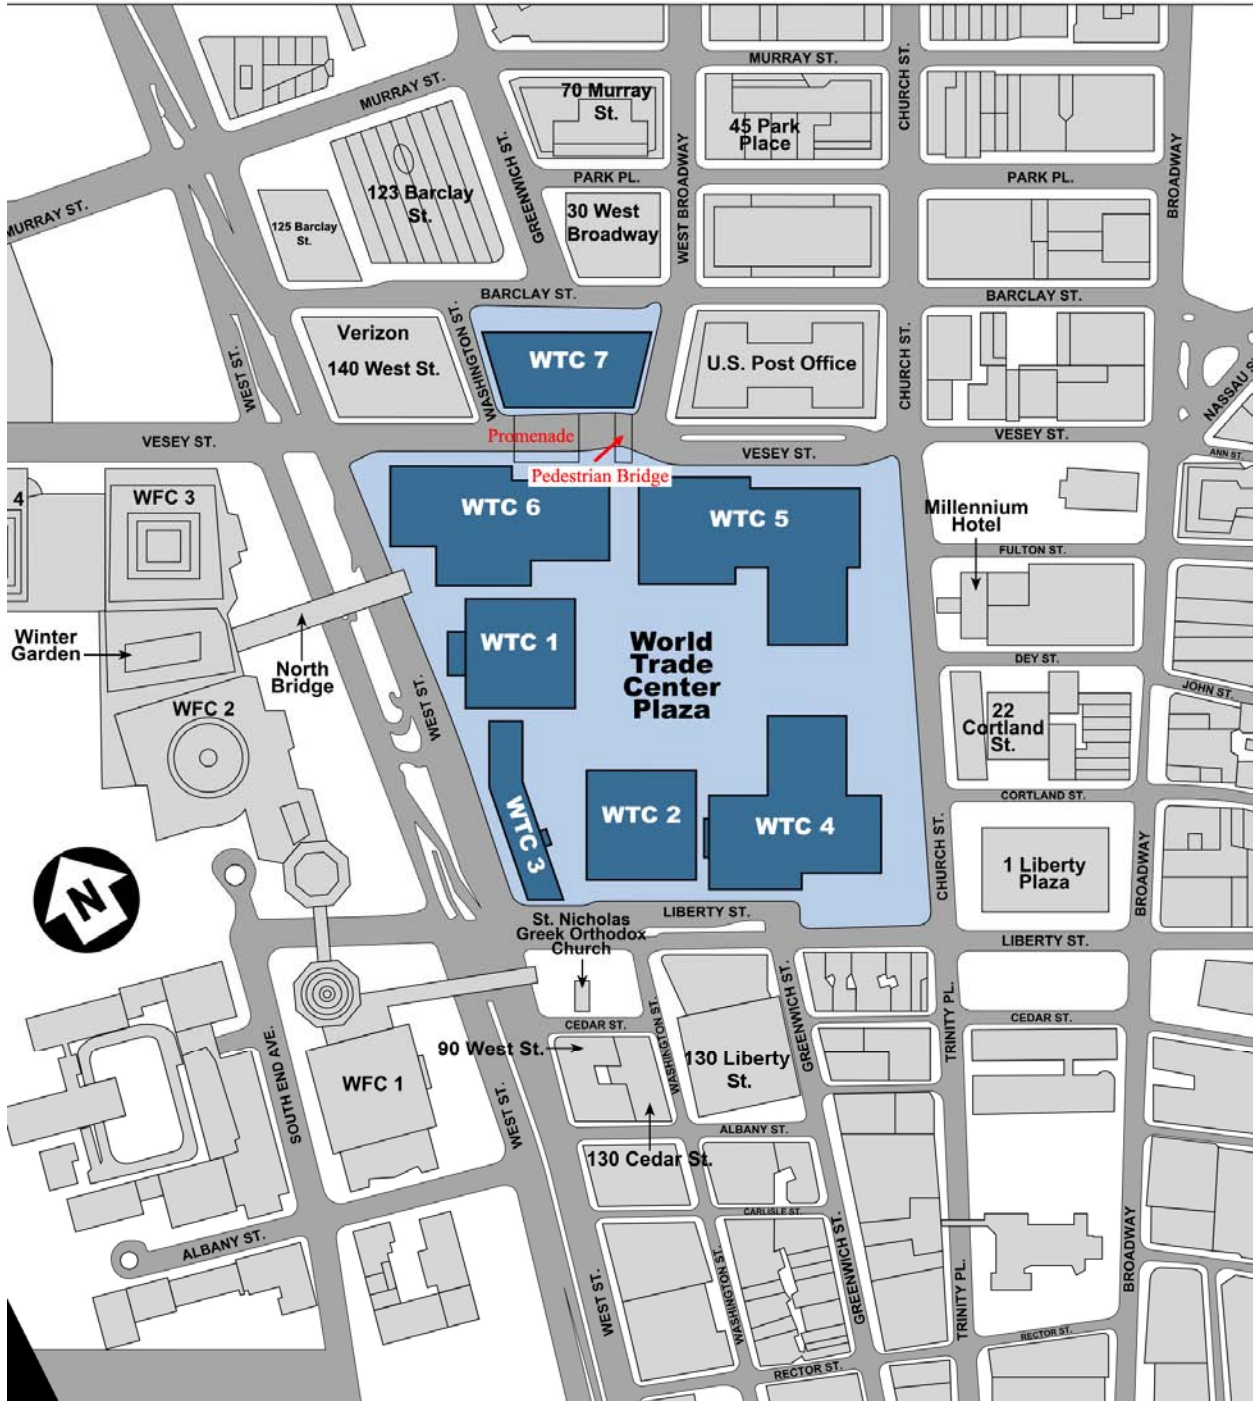 MURRAY ST.
CHURCH ST.
MURRAY ST.
70 Murray
St.
45 Park
Place
GREENWICH ST.
WEST BROADWAY
BROADWAY
PARK PL.
PARK PL.
123 Barclay
St.
MURRAY ST.
125 Barclay
St.
30 West
Broadway
BARCLAY ST.
BARCLAY ST.
WASHINGTON ST.
Verizon
140 West St.
WTC 7
U.S. Post Office
CHURCH ST.
WEST ST.
NASSAU ST.
VESEY ST.
Promenade
VESEY ST.
VESEY ST.
ANN ST.
Pedestrian Bridge
4
WFC 3
WTC 6
WTC 5
Millennium
Hotel
FULTON ST.
Winter
Garden
North
Bridge
WTC 1
World
Trade
Center
Plaza
DEY ST.
JOHN ST.
WFC 2
WEST ST.
22
Cortland
St.
CORTLAND ST.
WTC 3
WTC 2
WTC 4
CHURCH ST.
1 Liberty
Plaza
BROADWAY
N
LIBERTY ST.
St. Nicholas
Greek Orthodox
Church
LIBERTY ST.
GREENWICH ST.
TRINITY PL.
CEDAR ST.
CEDAR ST.
WASHINGTON ST.
90 West St.
130 Liberty
St.
SOUTH END AVE.
WFC 1
WEST ST.
ALBANY ST.
130 Cedar St.
CARLISLE ST.
ALBANY ST.
GREENWICH ST.
BROADWAY
WEST ST.
WASHINGTON ST.
TRINITY PL.
RECTOR ST.
RECTOR ST.